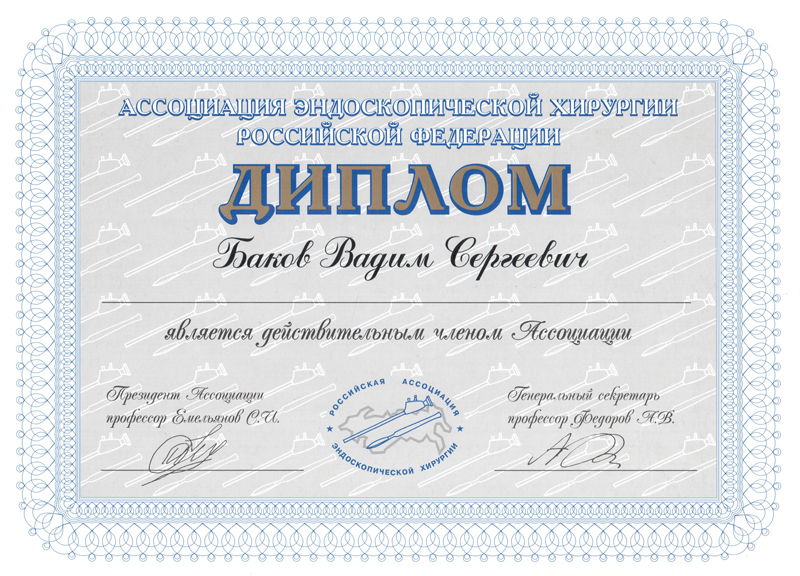 АССОЦИАЦИЯ ЭНДОСКОПИЧЕСКОЙ ХИРУРГИИ
РОССИЙСКОЙ ФЕДЕРАЦИИ
ДИПЛОМ
Баков Вадим Сергеевич
является действительным членом Ассоциации
Президент Ассоциации
профессор Емельянов С.И.
РОССИЙСКАЯ АССОЦИАЦИЯ
ЭНДОСКОПИЧЕСКОЙ ХИРУРГИИ
Генеральный секретарь
профессор Федоров А.В.